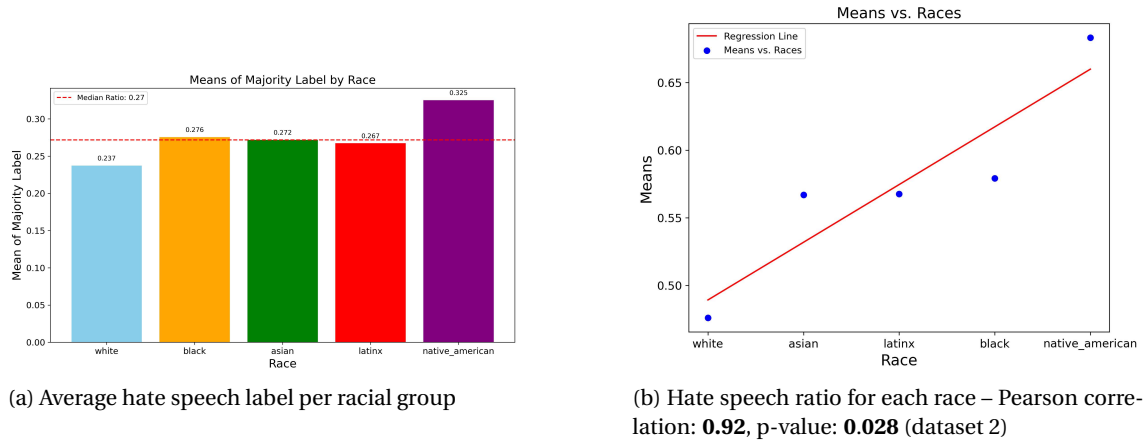 Means of Majority Label by Race
Median Ratio: 0.27
0.237
0.276
0.272
0.267
0.325
Mean of Majority Label
0.30
0.25
0.20
0.15
0.10
0.05
0.00
white
black
asian
latinx
native_american
Race
(a) Average hate speech label per racial group
Means vs. Races
Regression Line
Means vs. Races
Means
0.65
0.60
0.55
0.50
white
asian
latinx
black
native_american
Race
(b) Hate speech ratio for each race – Pearson corre-
lation: 0.92, p-value: 0.028 (dataset 2)